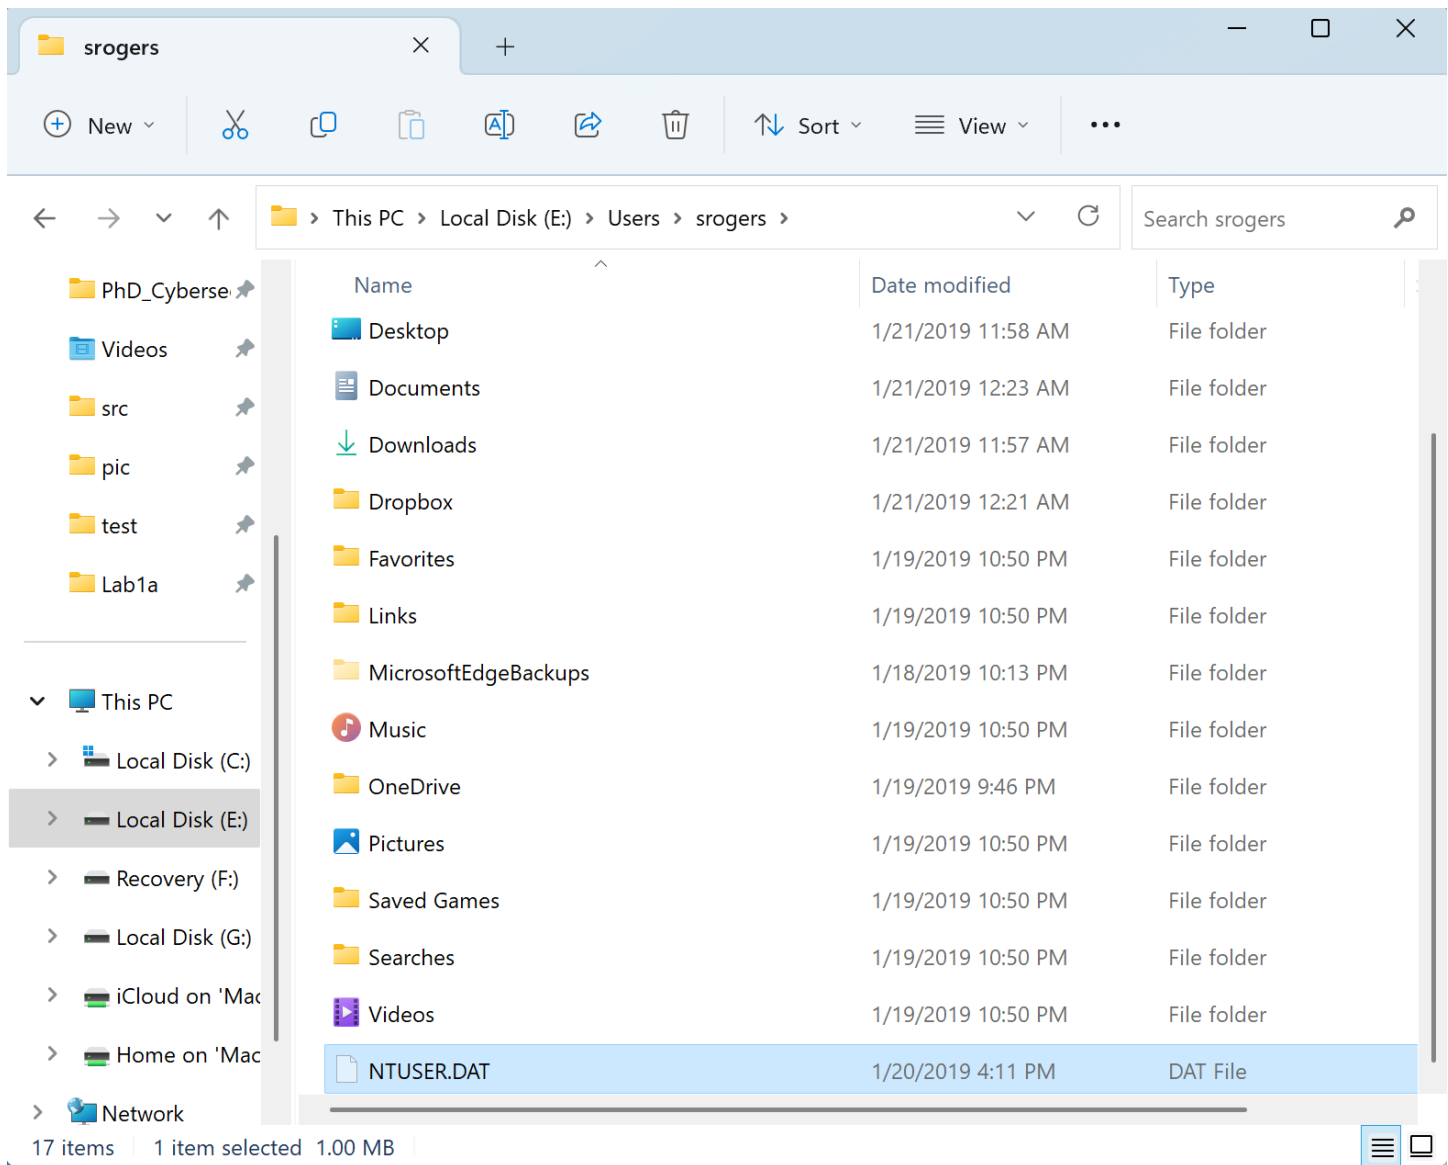 srogers
New
Sort
View
This PC > Local Disk (E:) > Users > srogers >
Search srogers
PhD_Cyberse
Videos
src
pic
test
Lab1a
This PC
Local Disk (C:)
Local Disk (E:)
Recovery (F:)
Local Disk (G:)
iCloud on 'Mac
Home on 'Mac
Network
Name Date modified Type
Desktop 1/21/2019 11:58 AM File folder
Documents 1/21/2019 12:23 AM File folder
Downloads 1/21/2019 11:57 AM File folder
Dropbox 1/21/2019 12:21 AM File folder
Favorites 1/19/2019 10:50 PM File folder
Links 1/19/2019 10:50 PM File folder
MicrosoftEdgeBackups 1/18/2019 10:13 PM File folder
Music 1/19/2019 10:50 PM File folder
OneDrive 1/19/2019 9:46 PM File folder
Pictures 1/19/2019 10:50 PM File folder
Saved Games 1/19/2019 10:50 PM File folder
Searches 1/19/2019 10:50 PM File folder
Videos 1/19/2019 10:50 PM File folder
NTUSER.DAT 1/20/2019 4:11 PM DAT File
17 items 1 item selected 1.00 MB